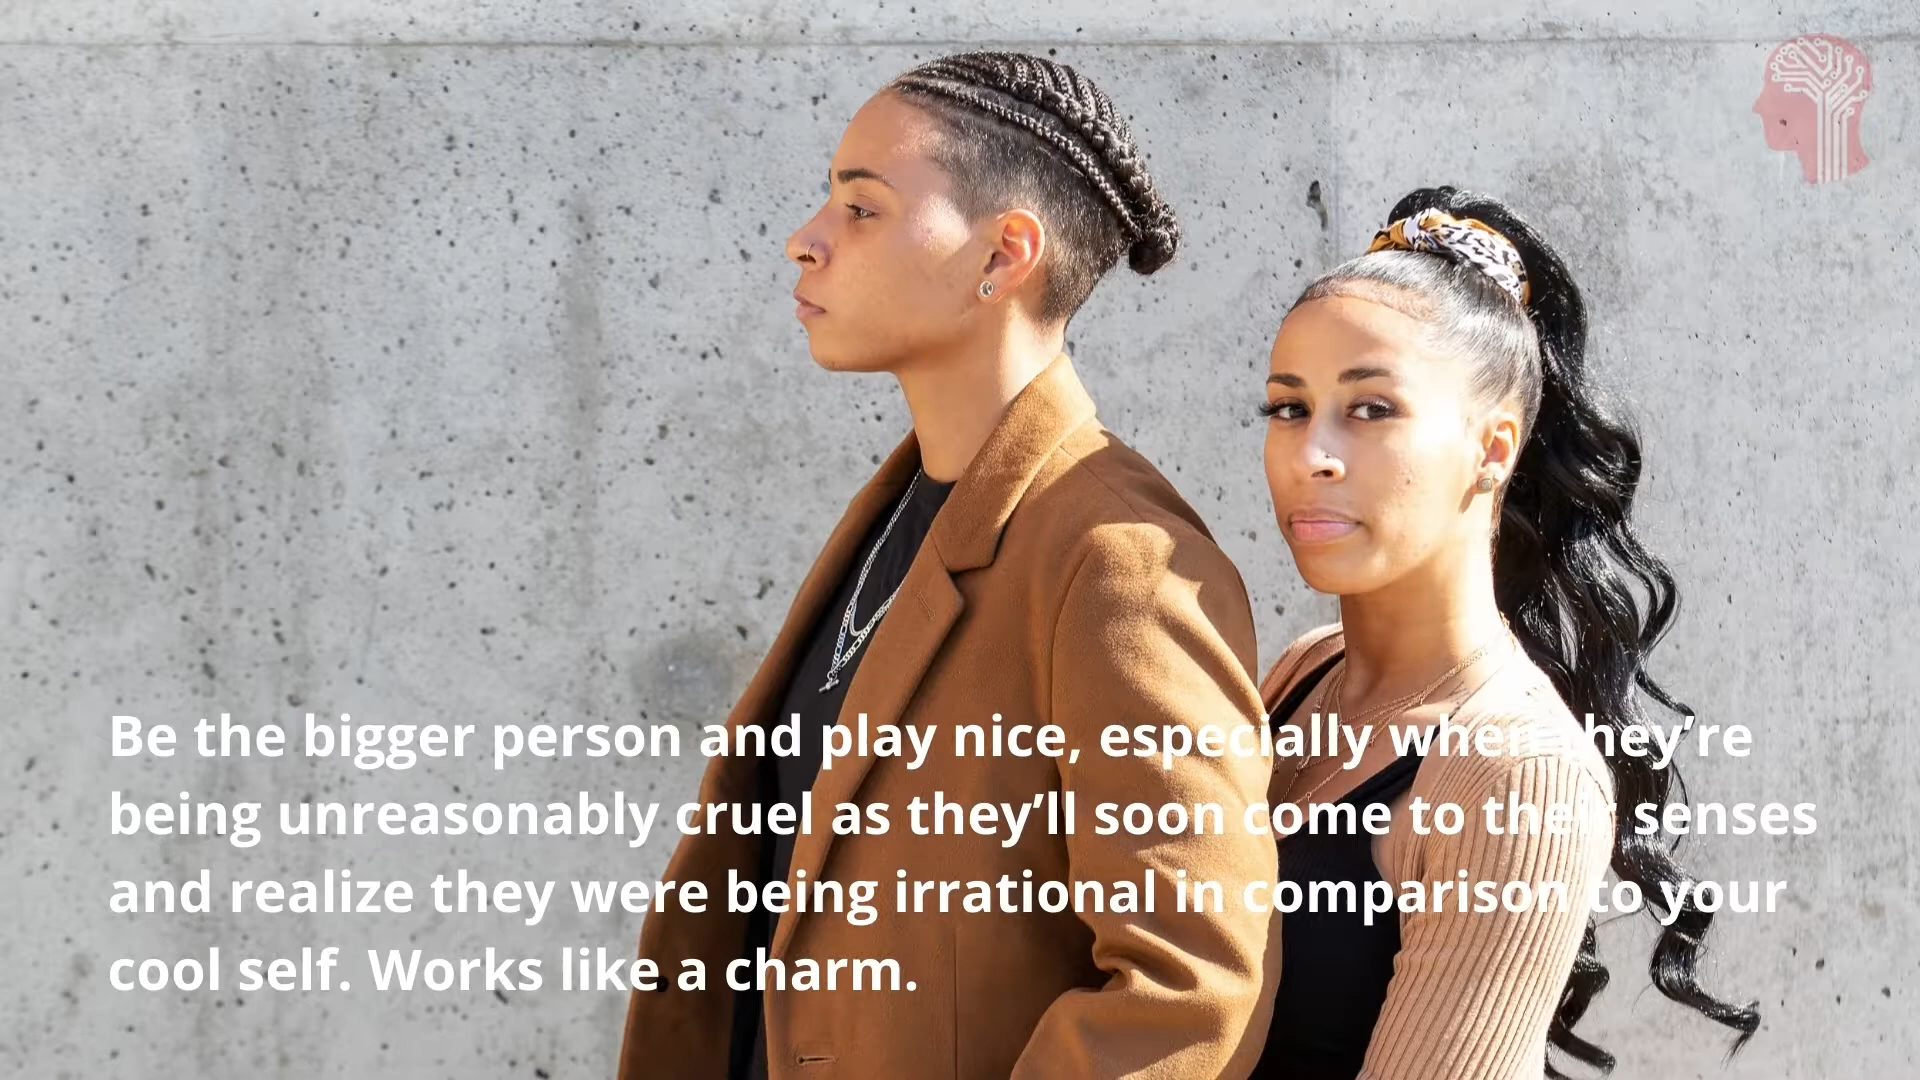 Be the bigger person and play nice, especially when they’re
being unreasonably cruel as they’ll soon come to their senses
and realize they were being irrational in comparison to your
cool self. Works like a charm.